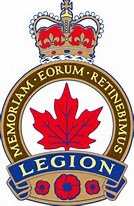 MEMORIAM · EORUM · RETINEBIMUS
LEGION